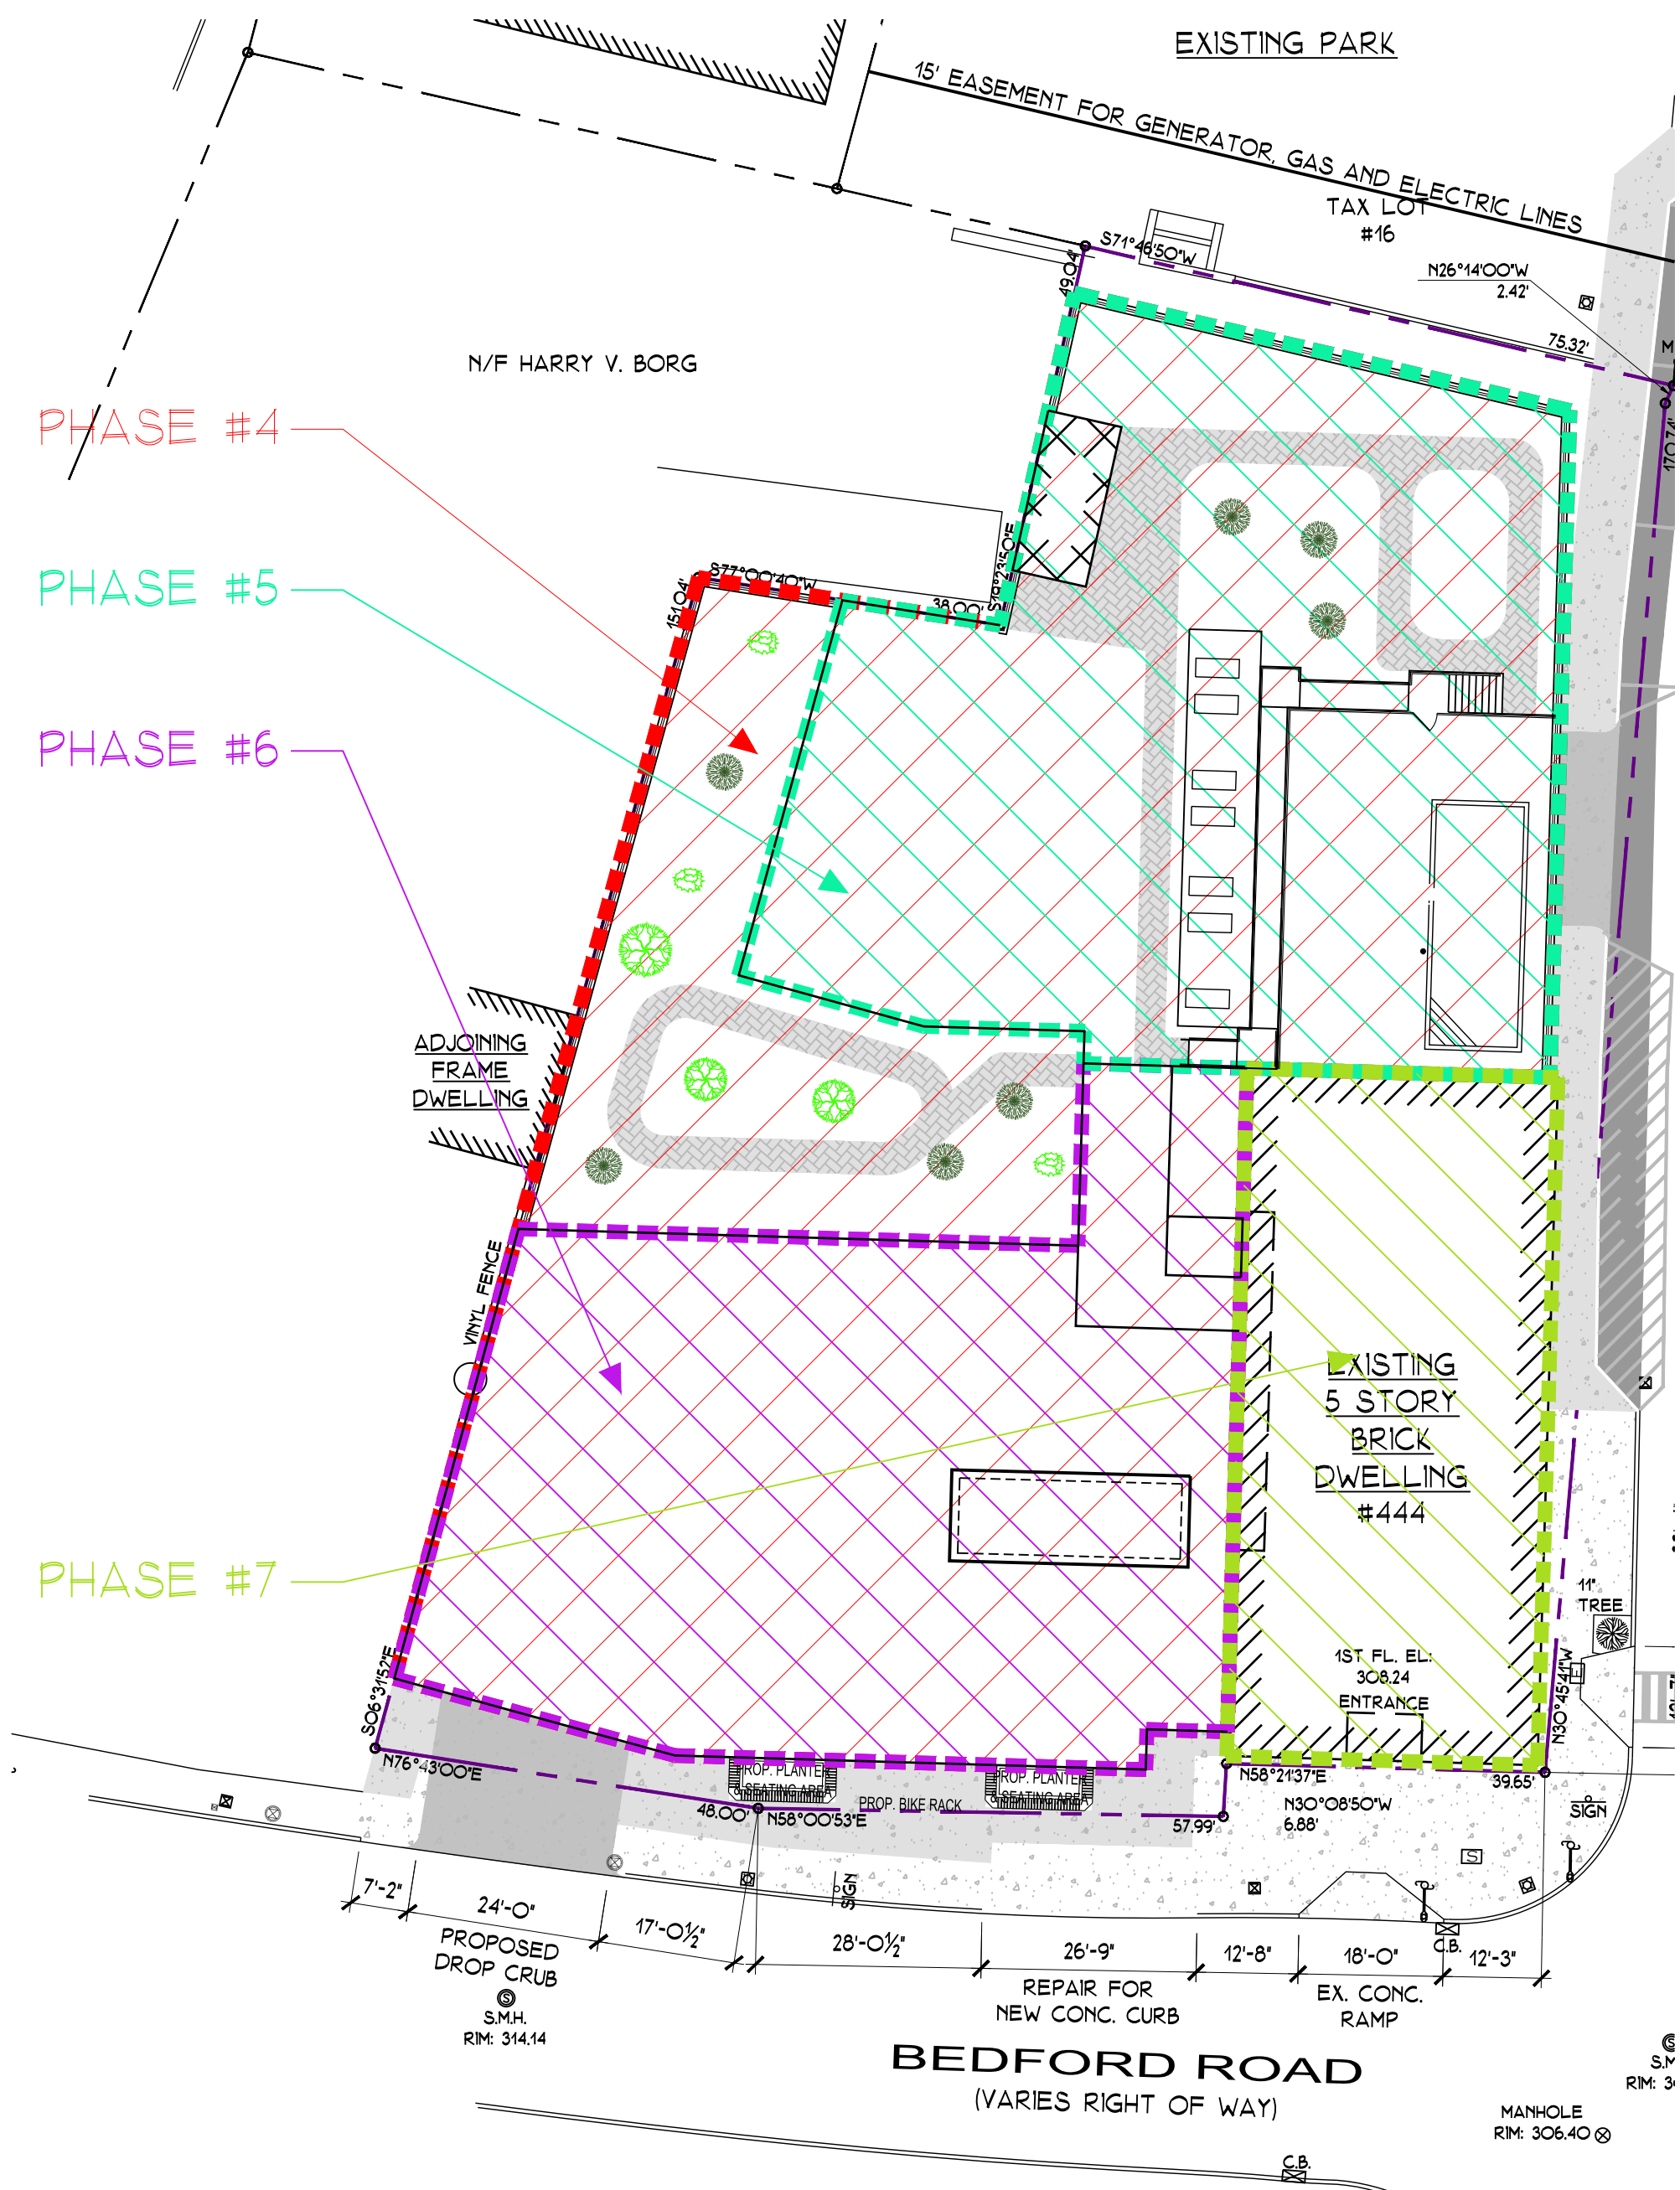 EXISTING PARK
15' EASEMENT FOR GENERATOR, GAS AND ELECTRIC LINES
TAX LOT
#16
S71°46'50"W
49.04'
N26°14'00"W
2.42'
75.32'
170.74'
N/F HARRY V. BORG
PHASE #4
PHASE #5
PHASE #6
S77°00'40"W
38.00'
S19°23'50"E
151.04'
ADJOINING
FRAME
DWELLING
VINYL FENCE
EXISTING
5 STORY
BRICK
DWELLING
#444
PHASE #7
11"
TREE
1ST FL. EL:
308.24
ENTRANCE
E
S06°31'52"E
N30°45'41"W
N76°43'00"E
48.00'
PROP. PLANTER
& SEATING AREA
N58°00'53"E
PROP. BIKE RACK
PROP. PLANTER
& SEATING AREA
57.99'
N58°21'37"E
39.65'
N30°08'50"W
6.88'
SIGN
SIGN
S
C.B.
7'-2"
24'-0"
17'-0½"
28'-0½"
26'-9"
12'-8"
18'-0"
12'-3"
PROPOSED
DROP CRUB
REPAIR FOR
NEW CONC. CURB
EX. CONC.
RAMP
S
S.M.H.
RIM: 314.14
BEDFORD ROAD
(VARIES RIGHT OF WAY)
MANHOLE
RIM: 306.40
C.B.